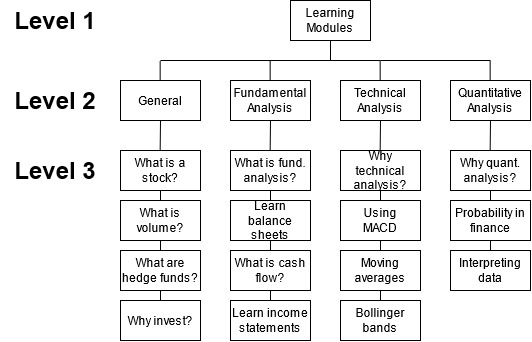 Level 1
Learning
Modules
Level 2
General
Fundamental
Analysis
Technical
Analysis
Quantitative
Analysis
Level 3
What is a
stock?
What is fund.
analysis?
Why
technical
analysis?
Why quant.
analysis?
What is
volume?
Learn
balance
sheets
Using
MACD
Probability in
finance
What are
hedge funds?
What is cash
flow?
Moving
averages
Interpreting
data
Why invest?
Learn income
statements
Bollinger
bands